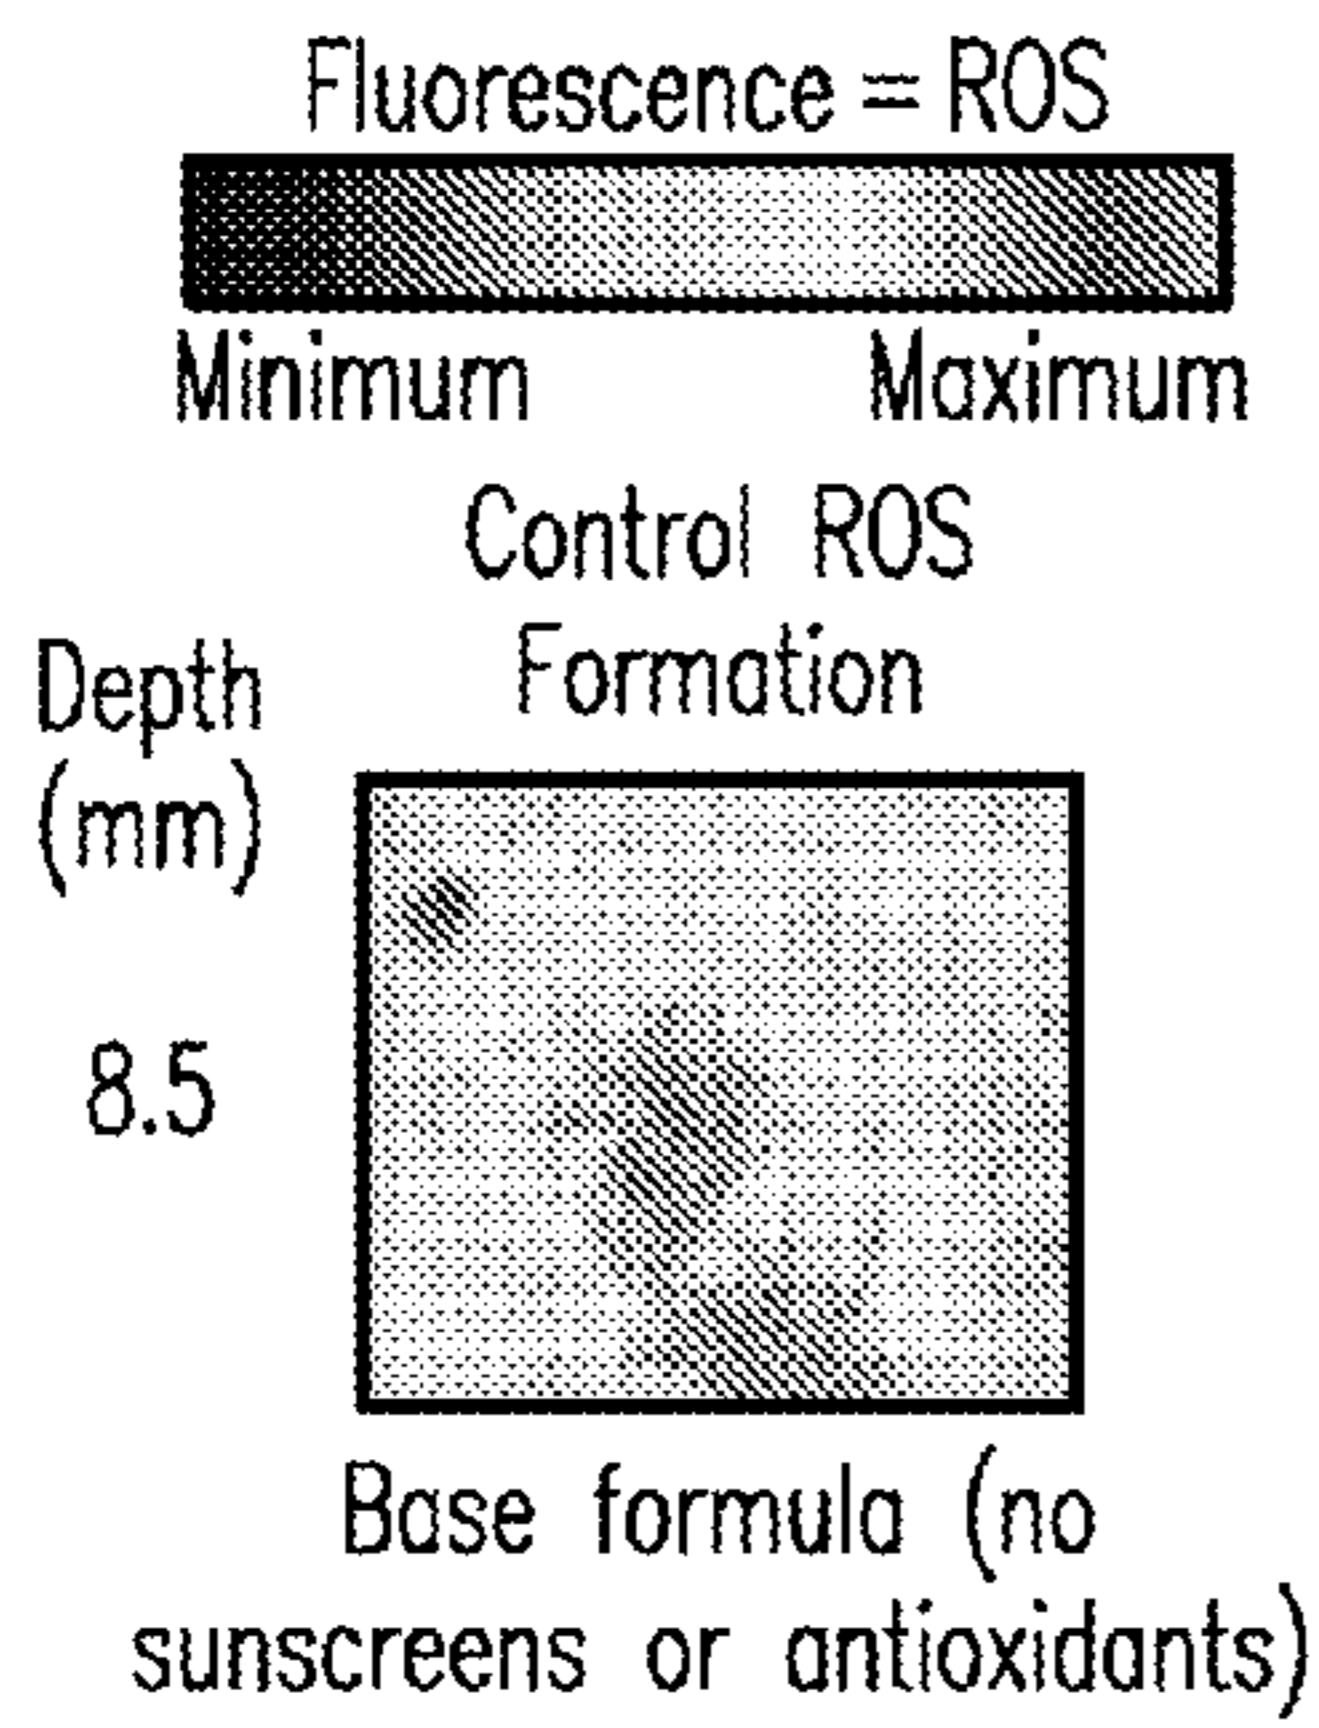 Fluorescence = ROS
Minimum Maximum
Control ROS
Formation
Depth
(mm)
8.5
Base formula (no
sunscreens or antioxidants)